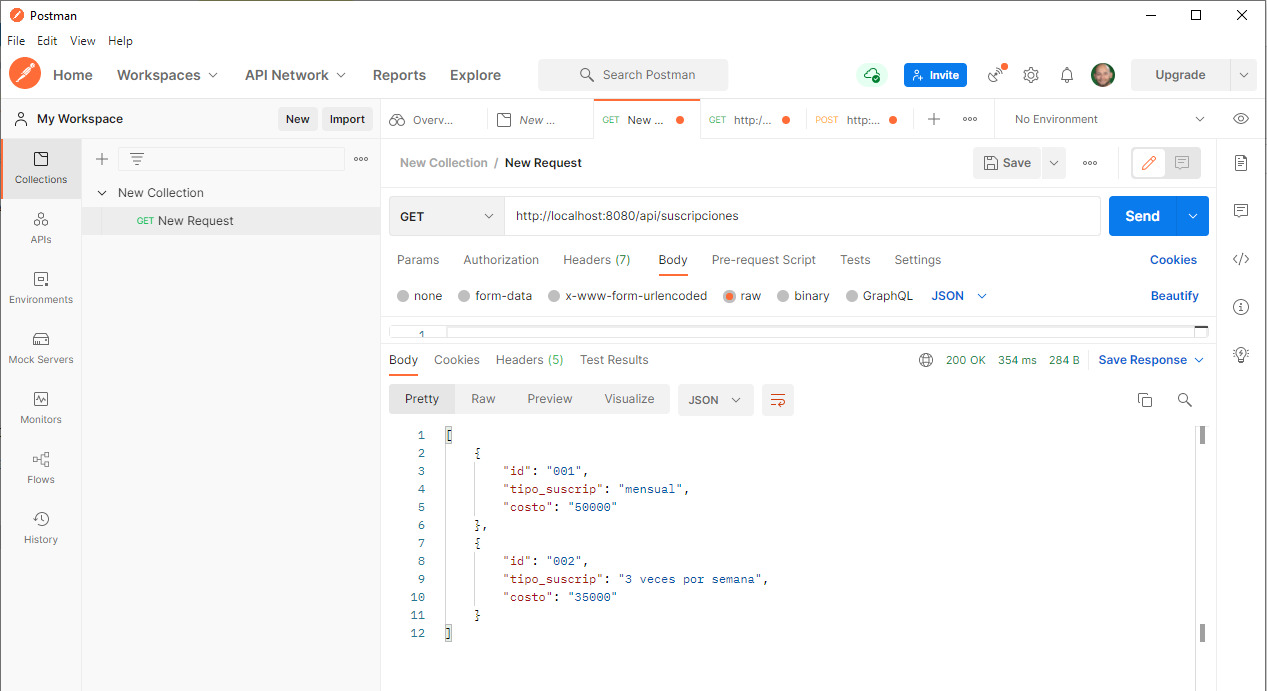 Postman
File Edit View Help
Home Workspaces API Network Reports Explore Search Postman Invite Upgrade
My Workspace New Import Overv... New ... GET New ... GET http:/... POST http:... No Environment
New Collection / New Request Save
Collections
New Collection
GET New Request
APIs
Environments
Mock Servers
Monitors
Flows
History
GET http://localhost:8080/api/suscripciones Send
Params Authorization Headers (7) Body Pre-request Script Tests Settings Cookies
none form-data x-www-form-urlencoded raw binary GraphQL JSON Beautify
1
Body Cookies Headers (5) Test Results 200 OK 354 ms 284 B Save Response
Pretty Raw Preview Visualize JSON
1 [
2 {
3 "id": "001",
4 "tipo_suscrip": "mensual",
5 "costo": "50000"
6 },
7 {
8 "id": "002",
9 "tipo_suscrip": "3 veces por semana",
10 "costo": "35000"
11 }
12 ]